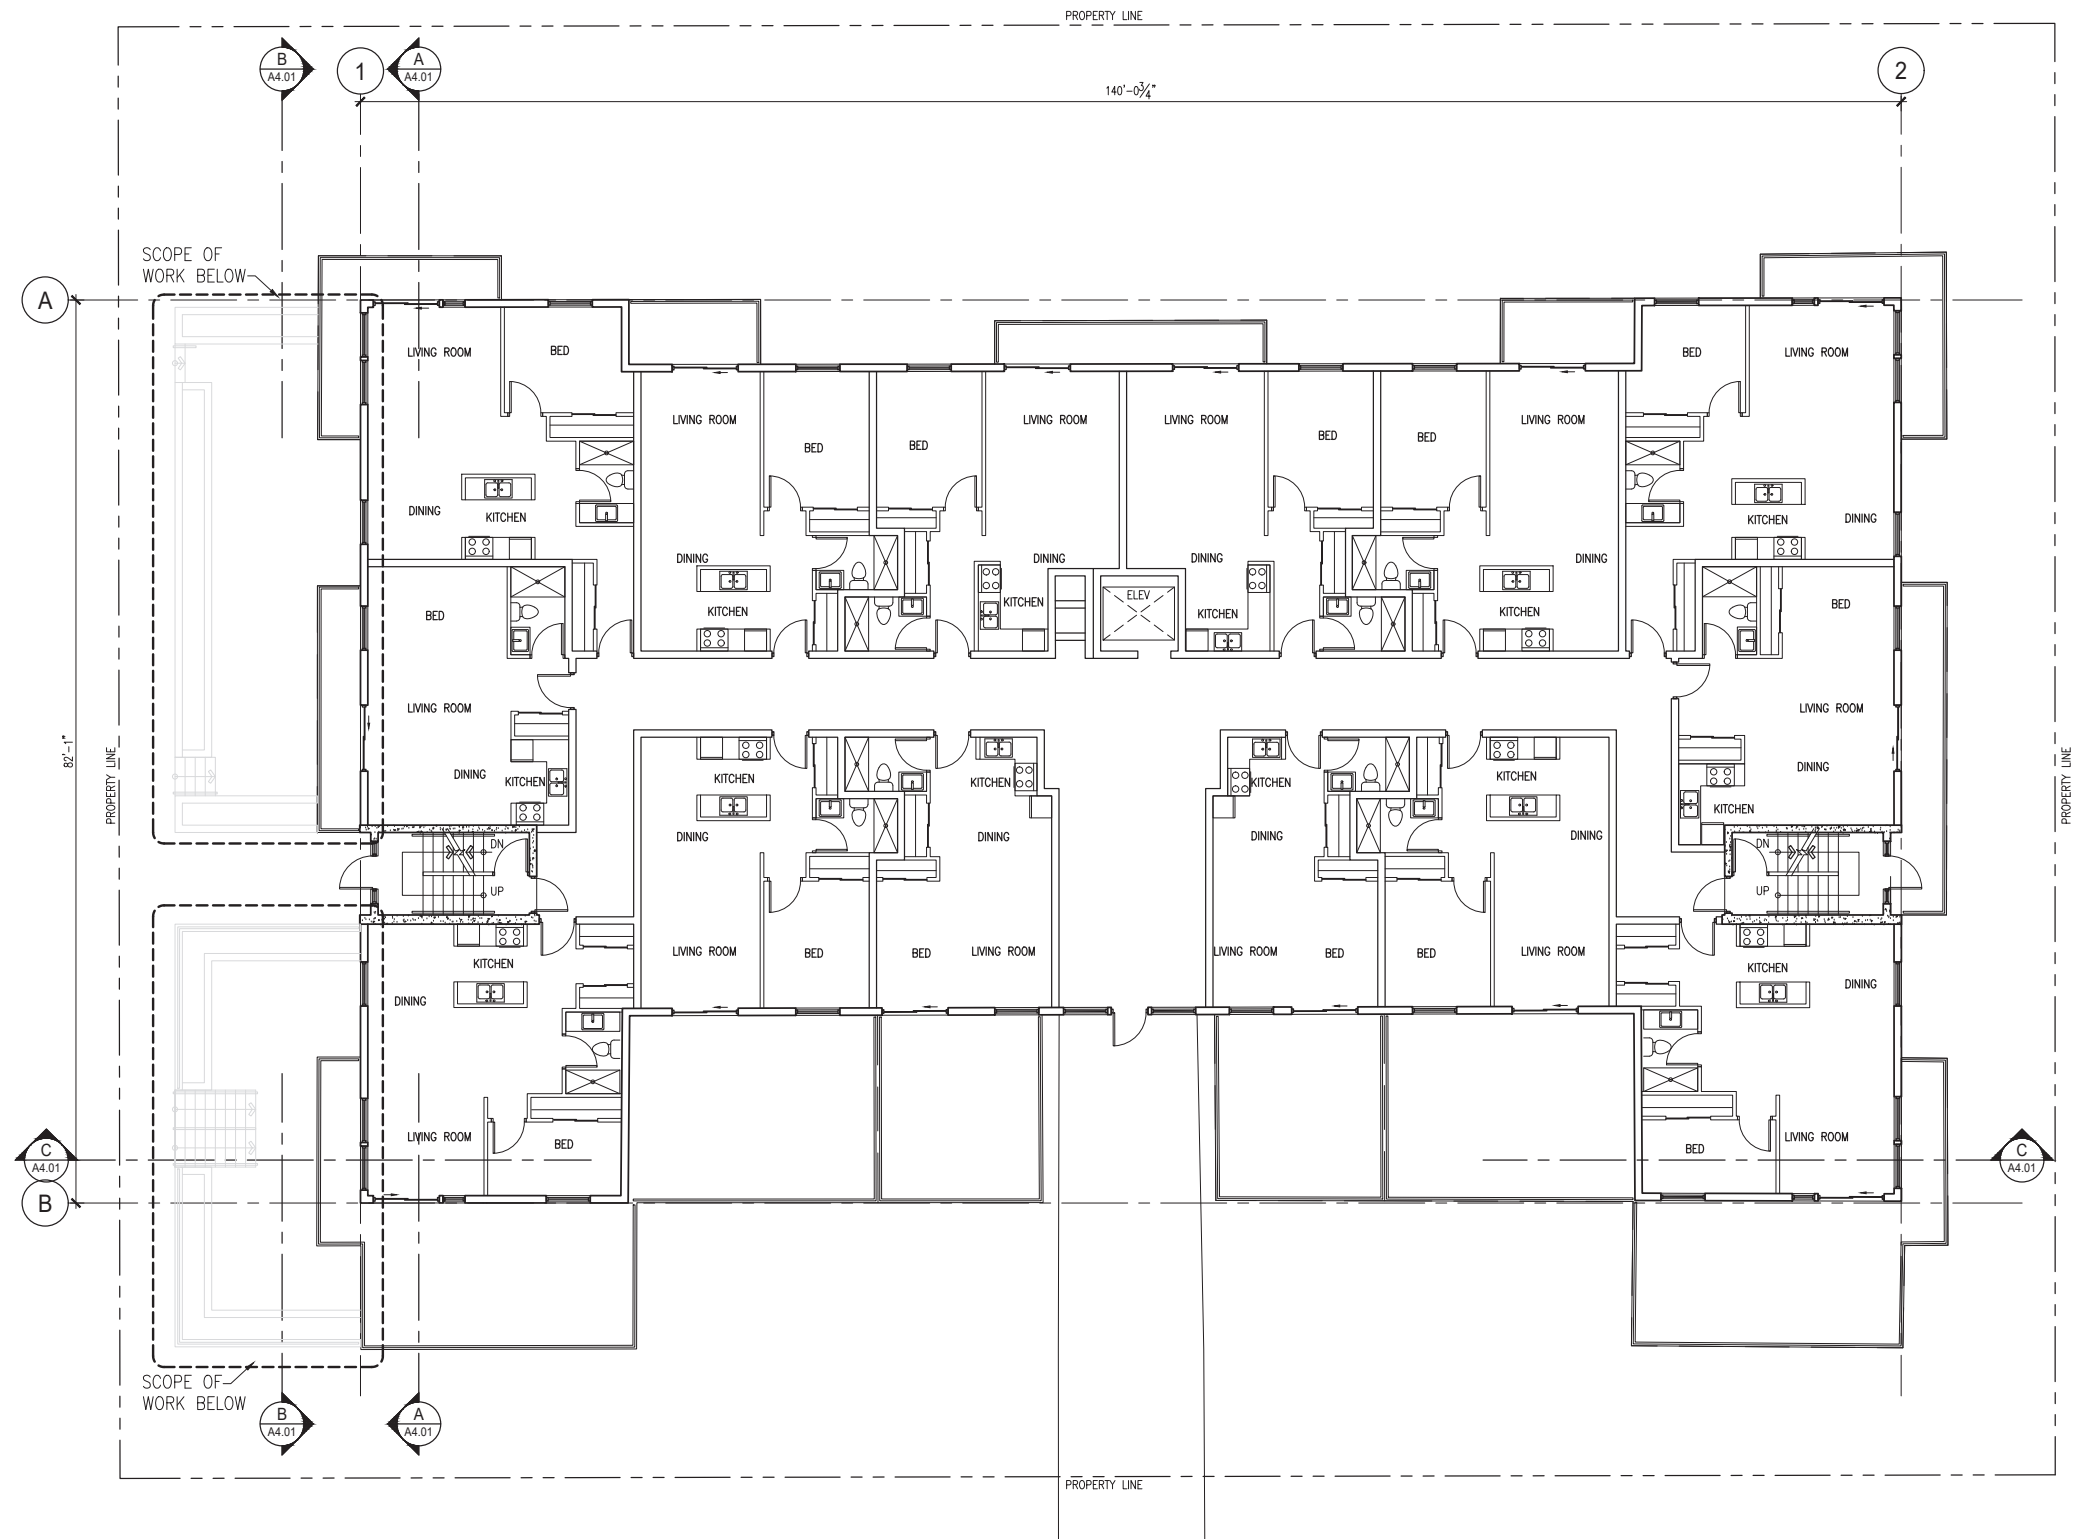 PROPERTY LINE
B
A4.01
1
A
A4.01
2
140'-0¾"
SCOPE OF
WORK BELOW
A
LIVING ROOM
BED
BED
LIVING ROOM
LIVING ROOM
BED
BED
LIVING ROOM
LIVING ROOM
BED
BED
LIVING ROOM
DINING
KITCHEN
KITCHEN
DINING
DINING
DINING
DINING
DINING
KITCHEN
KITCHEN
ELEV
KITCHEN
KITCHEN
BED
BED
LIVING ROOM
LIVING ROOM
82'-1"
PROPERTY LINE
PROPERTY LINE
DINING
KITCHEN
KITCHEN
KITCHEN
KITCHEN
KITCHEN
DINING
KITCHEN
DINING
DINING
DINING
DINING
DN
UP
DN
UP
LIVING ROOM
BED
BED
LIVING ROOM
LIVING ROOM
BED
BED
LIVING ROOM
KITCHEN
DINING
KITCHEN
DINING
LIVING ROOM
BED
BED
LIVING ROOM
C
A4.01
C
A4.01
B
SCOPE OF
WORK BELOW
B
A4.01
A
A4.01
PROPERTY LINE